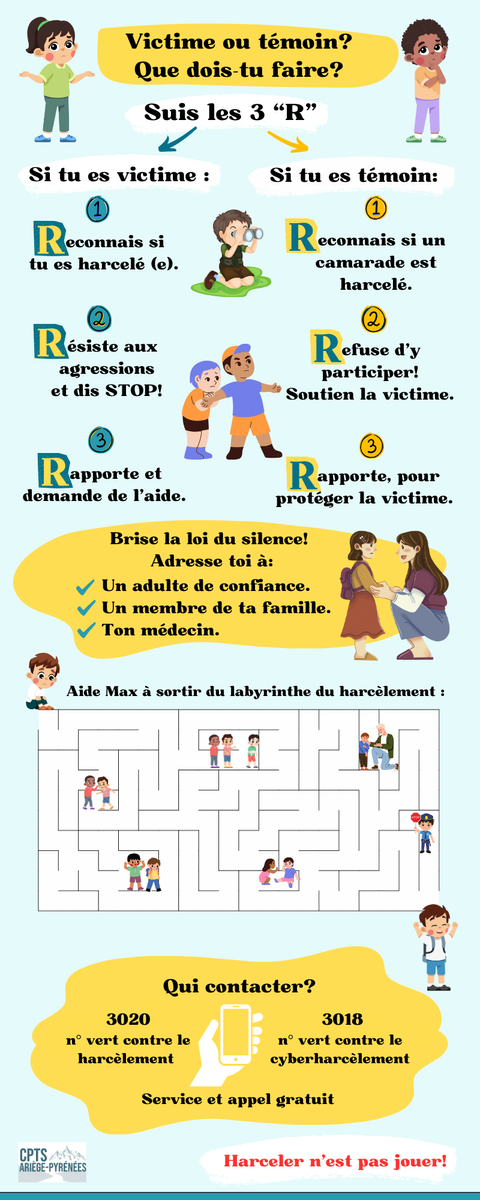 Victime ou témoin?
Que dois-tu faire?
Suis les 3 “R”
Si tu es victime :
1
Reconnais si
tu es harcelé (e).
2
Résiste aux
agressions
et dis STOP!
3
Rapporte et
demande de l’aide.
Si tu es témoin:
1
Reconnais si un
camarade est
harcelé.
2
Refuse d’y
participer!
Soutien la victime.
3
Rapporte, pour
protéger la victime.
Brise la loi du silence!
Adresse toi à:
Un adulte de confiance.
Un membre de ta famille.
Ton médecin.
Aide Max à sortir du labyrinthe du harcèlement :
STOP
Qui contacter?
3020
n° vert contre le
harcèlement
3018
n° vert contre le
cyberharcèlement
Service et appel gratuit
CPTS
ARIÈGE-PYRÉNÉES
Harceler n’est pas jouer!